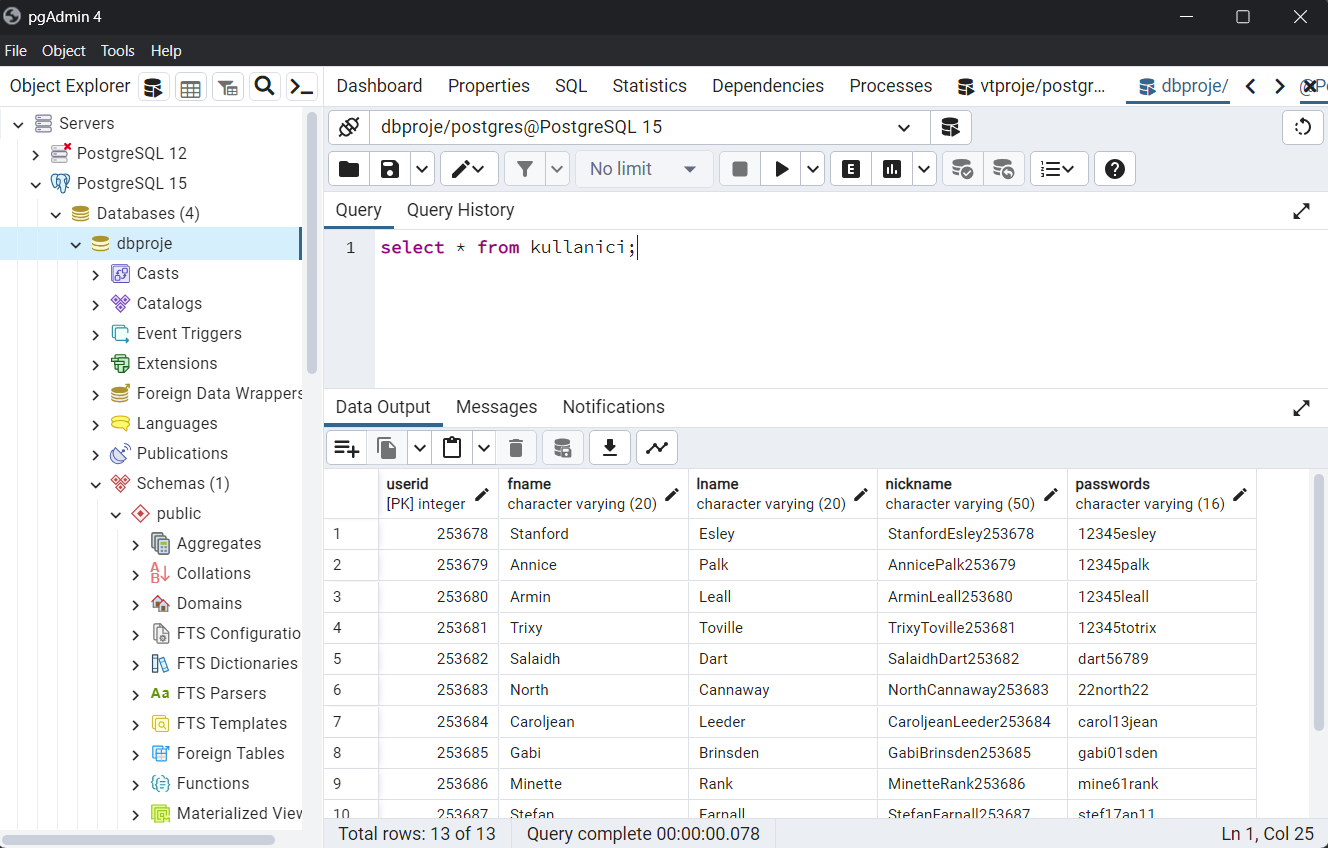 pgAdmin 4
File Object Tools Help
Object Explorer
Dashboard Properties SQL Statistics Dependencies Processes vtproje/postgr... dbproje/
Servers
PostgreSQL 12
PostgreSQL 15
Databases (4)
dbproje
Casts
Catalogs
Event Triggers
Extensions
Foreign Data Wrappers
Languages
Publications
Schemas (1)
public
Aggregates
Collations
Domains
FTS Configuratio
FTS Dictionaries
Aa FTS Parsers
FTS Templates
Foreign Tables
Functions
Materialized View
dbproje/postgres@PostgreSQL 15
No limit E
Query Query History
1 select * from kullanici;
Data Output Messages Notifications
userid fname lname nickname passwords
[PK] integer character varying (20) character varying (20) character varying (50) character varying (16)
1 253678 Stanford Esley StanfordEsley253678 12345esley
2 253679 Annice Palk AnnicePalk253679 12345palk
3 253680 Armin Leall ArminLeall253680 12345leall
4 253681 Trixy Toville TrixyToville253681 12345totrix
5 253682 Salaidh Dart SalaidhDart253682 dart56789
6 253683 North Cannaway NorthCannaway253683 22north22
7 253684 Caroljean Leeder CaroljeanLeeder253684 carol13jean
8 253685 Gabi Brinsden GabiBrinsden253685 gabi01sden
9 253686 Minette Rank MinetteRank253686 mine61rank
10 253687 Stefan Farnall StefanFarnall253687 stef17an11
Total rows: 13 of 13 Query complete 00:00:00.078 Ln 1, Col 25